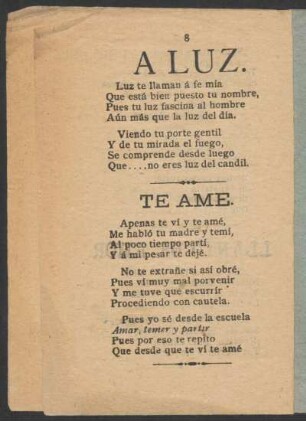 8
A LUZ.
Luz te llaman á fe mía
Que está bien puesto tu nombre,
Pues tu luz fascina al hombre
Aún más que la luz del día.
Viendo tu porte gentil
Y de tu mirada el fuego,
Se comprende desde luego
Que....no eres luz del candil.
TE AME.
Apenas te ví y te amé,
Me habló tu madre y temí,
Al poco tiempo partí,
Y á mi pesar te dejé.
No te extrañe si así obré,
Pues ví muy mal porvenir
Y me tuve que escurrir
Procediendo con cautela.
Pues yo sé desde la escuela
Amar, temer y partir
Pues por eso te repito
Que desde que te ví te amé